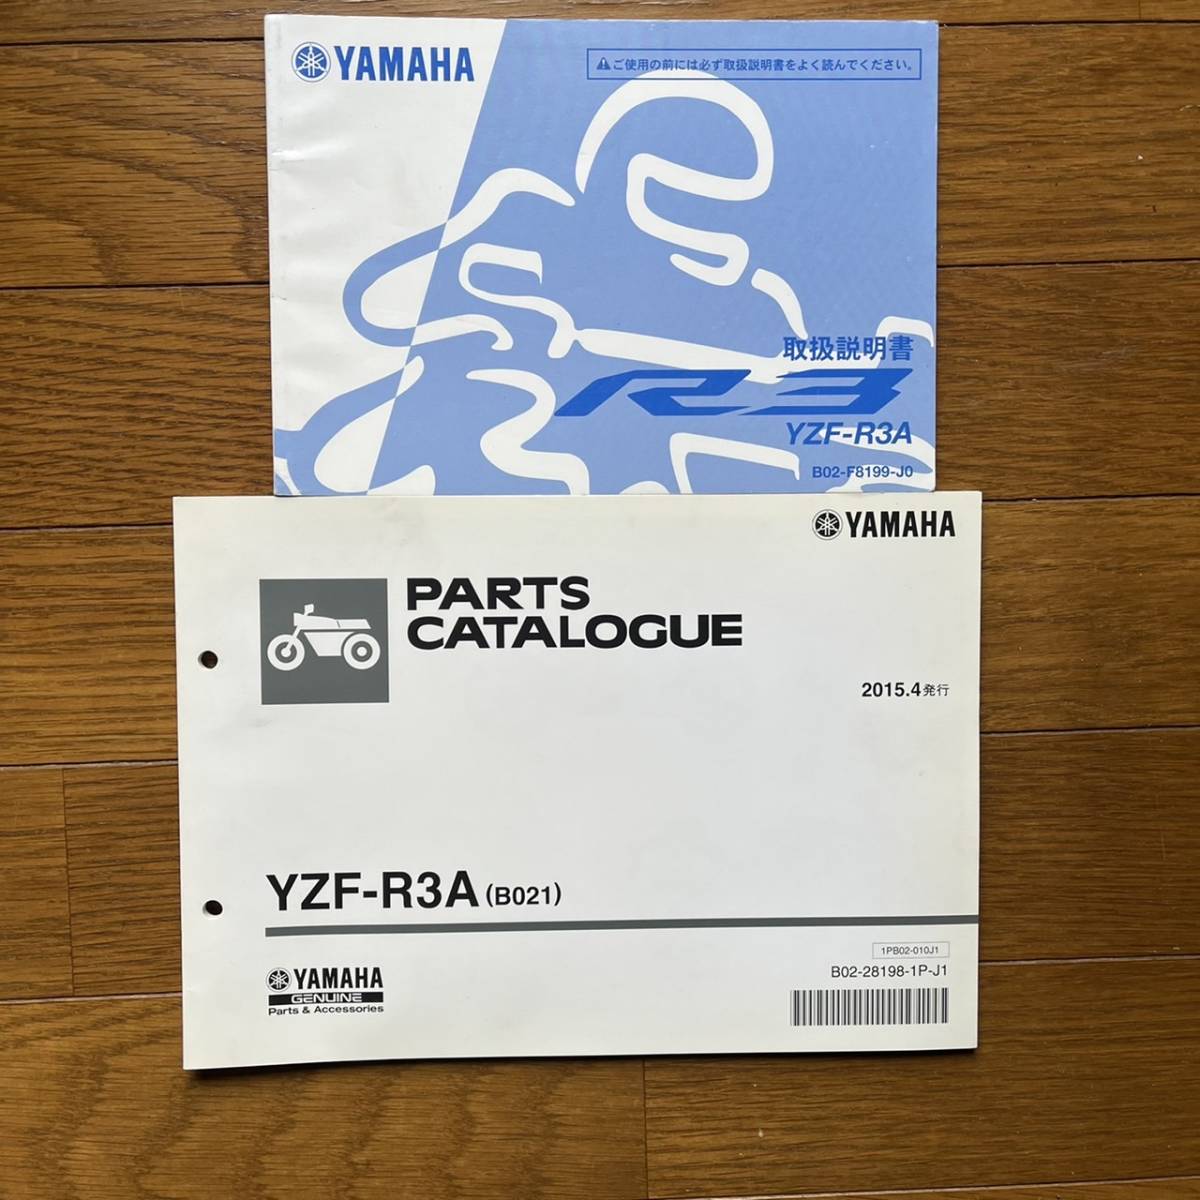 YAMAHA
⚠ご使用の前には必ず取扱説明書をよく読んでください。
取扱説明書
R3
YZF-R3A
B02-F8199-J0
YAMAHA
PARTS
CATALOGUE
2015.4発行
YZF-R3A (B021)
1PB02-010J1
B02-28198-1P-J1
YAMAHA
GENUINE
Parts & Accessories